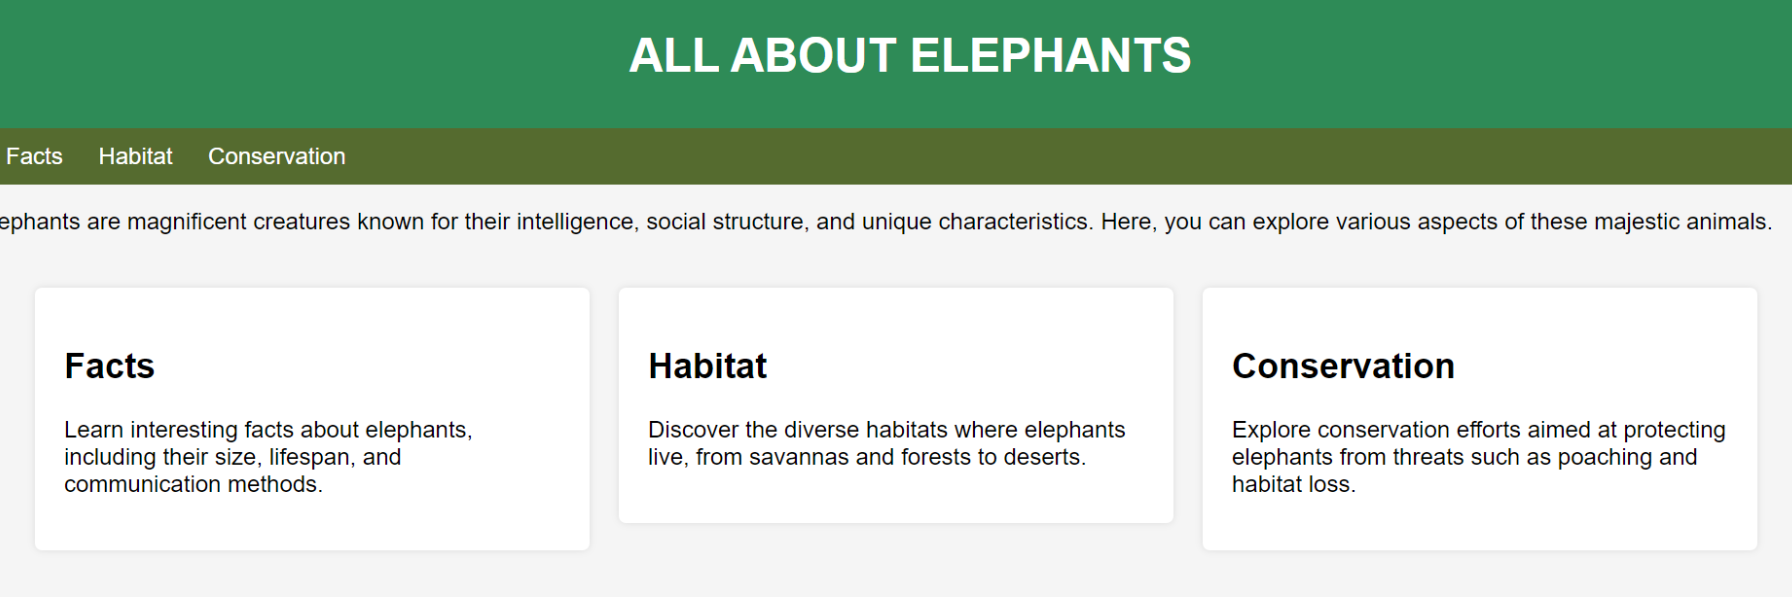 ALL ABOUT ELEPHANTS
Facts Habitat Conservation
ephants are magnificent creatures known for their intelligence, social structure, and unique characteristics. Here, you can explore various aspects of these majestic animals.
Facts
Learn interesting facts about elephants,
including their size, lifespan, and
communication methods.
Habitat
Discover the diverse habitats where elephants
live, from savannas and forests to deserts.
Conservation
Explore conservation efforts aimed at protecting
elephants from threats such as poaching and
habitat loss.